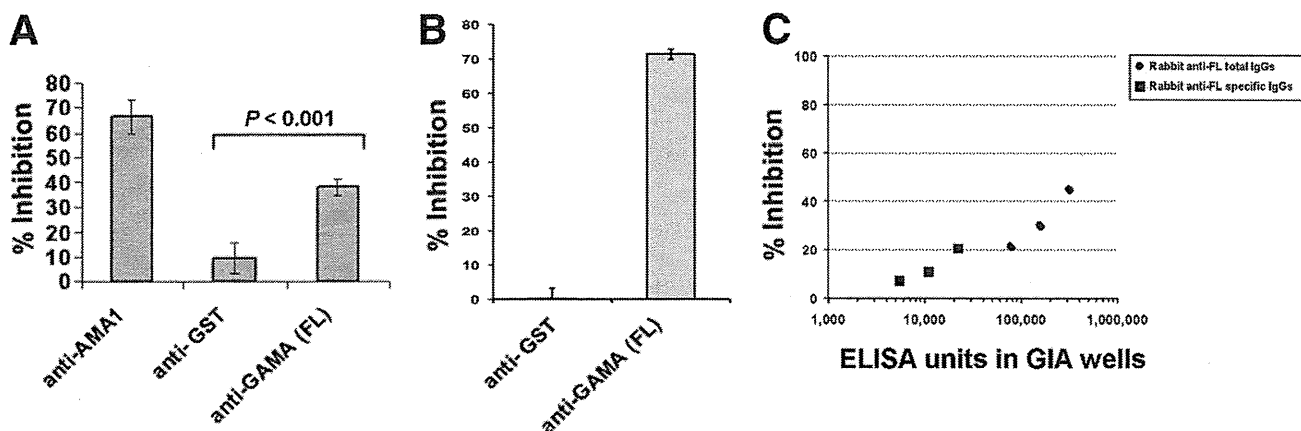 A
% Inhibition
80
70
60
50
40
30
20
10
0
P < 0.001
anti-AMA1
anti- GST
anti-GAMA (FL)
B
% Inhibition
80
70
60
50
40
30
20
10
0
anti- GST
anti-GAMA (FL)
C
% Inhibition
100
80
60
40
20
0
1,000
10,000
100,000
1,000,000
ELISA units in GIA wells
Rabbit anti-FL total IgGs
Rabbit anti-FL specific IgGs